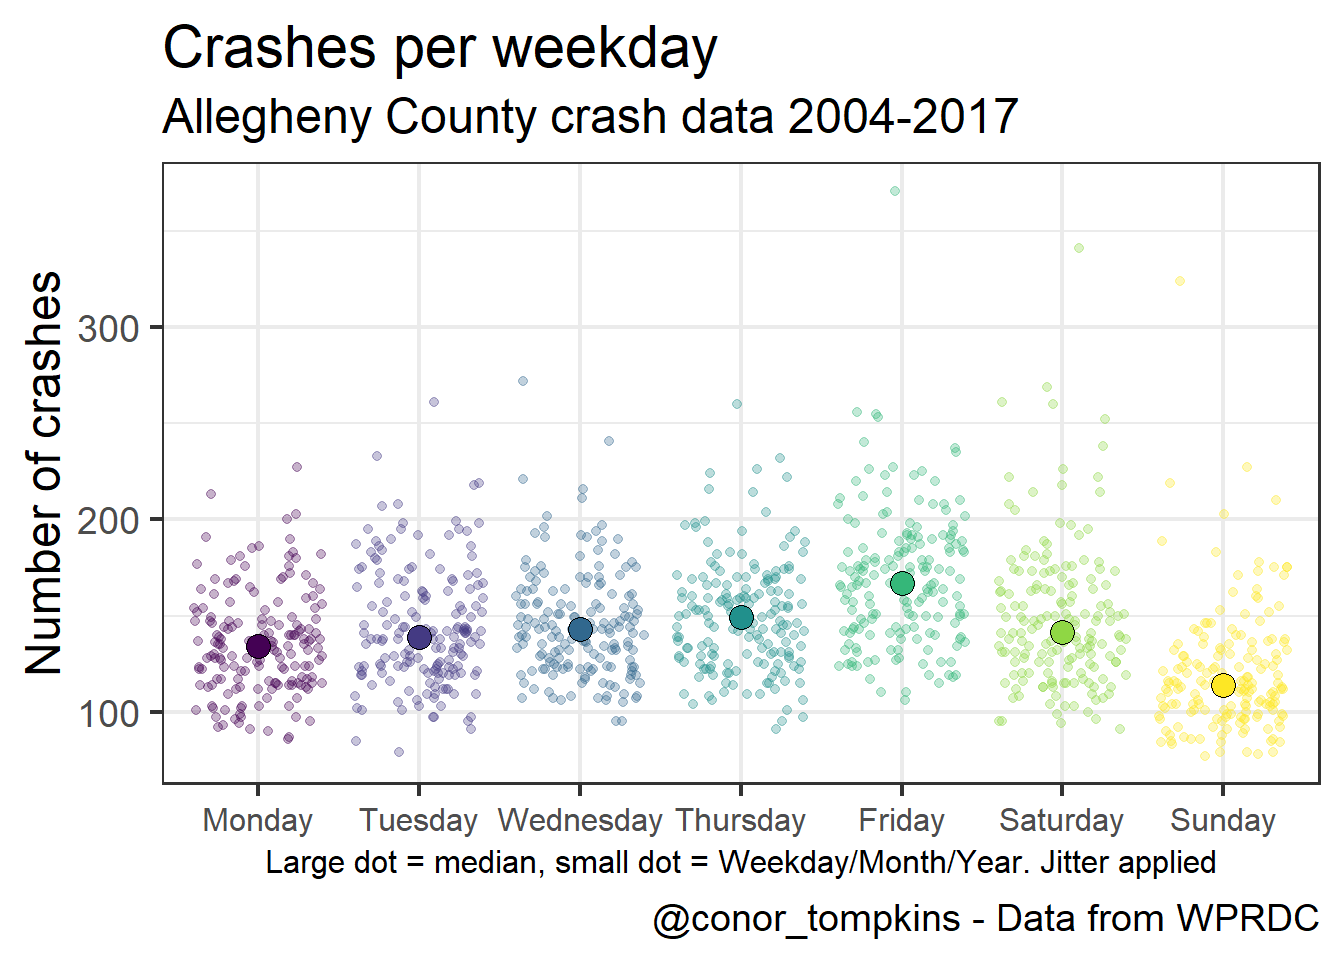 Crashes per weekday
Allegheny County crash data 2004-2017
Number of crashes
300
200
100
Monday Tuesday Wednesday Thursday Friday Saturday Sunday
Large dot = median, small dot = Weekday/Month/Year. Jitter applied
@conor_tompkins - Data from WPRDC